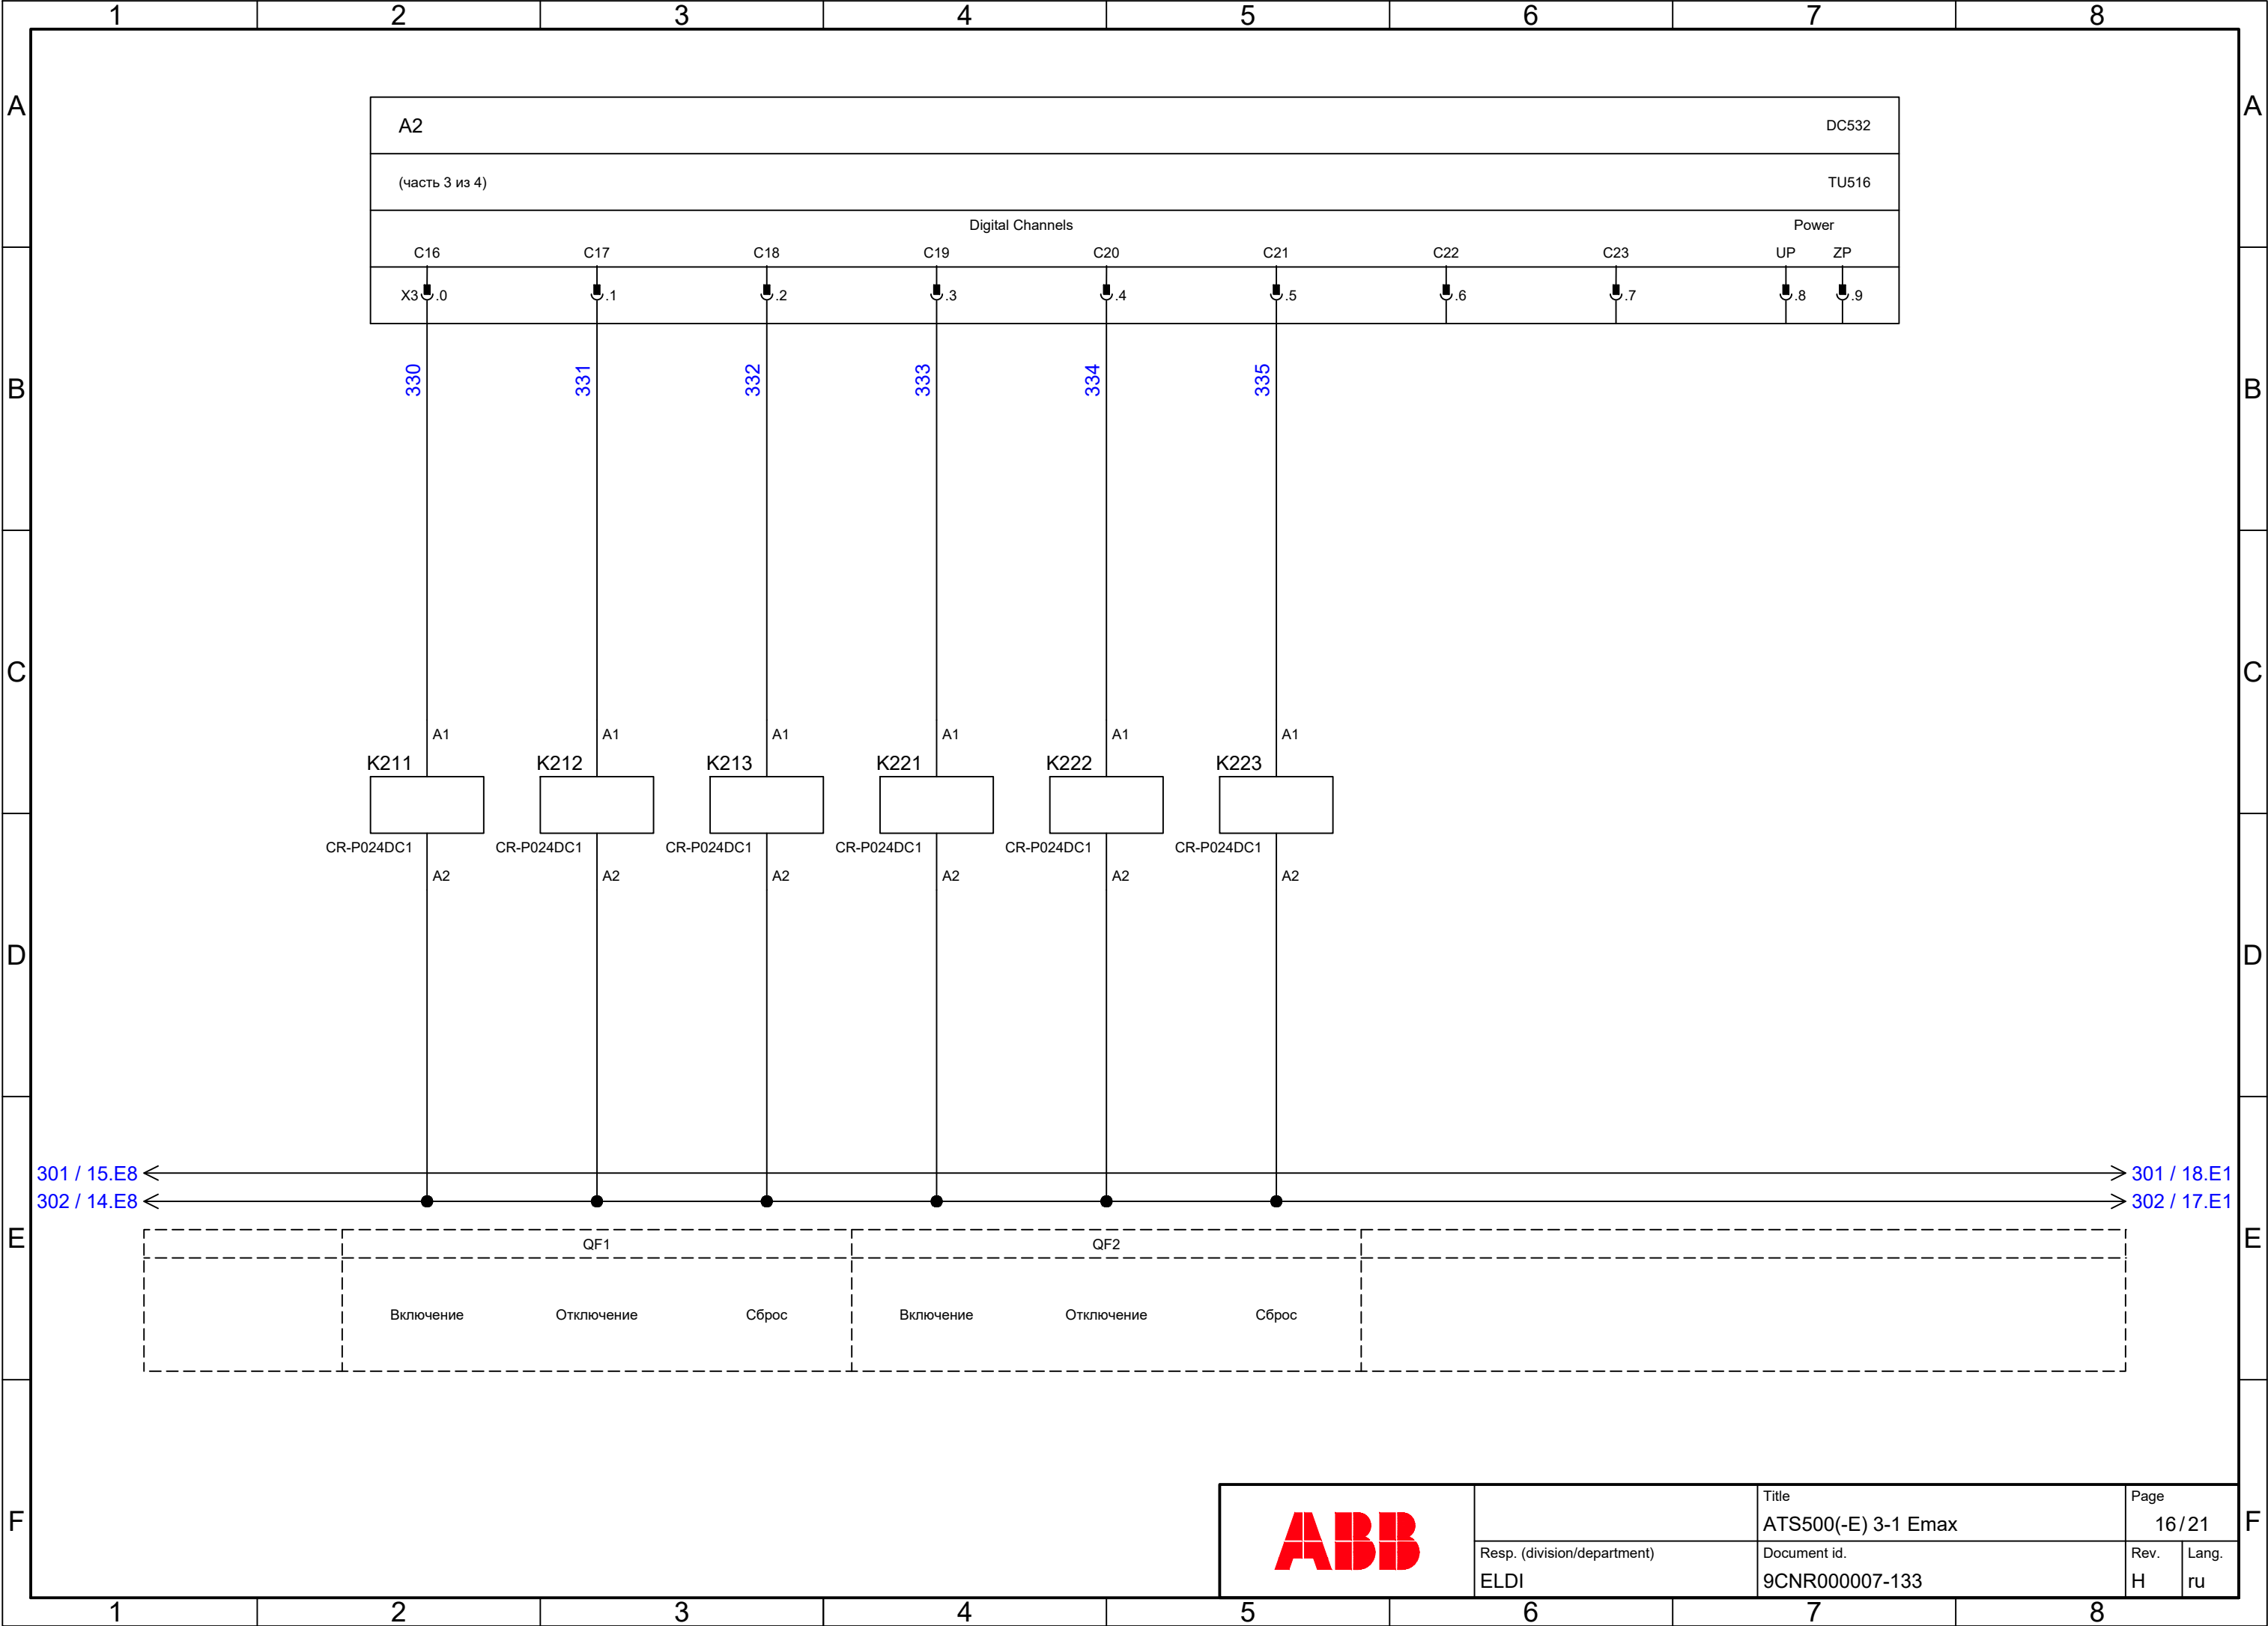 1 2 3 4 5 6 7 8
A A
A2 DC532
(часть 3 из 4) TU516
Digital Channels Power
C16 C17 C18 C19 C20 C21 C22 C23 UP ZP
X3 .0 .1 .2 .3 .4 .5 .6 .7 .8 .9
330 331 332 333 334 335
B B
C C
A1 A1 A1 A1 A1 A1
K211 K212 K213 K221 K222 K223
CR-P024DC1 CR-P024DC1 CR-P024DC1 CR-P024DC1 CR-P024DC1 CR-P024DC1
A2 A2 A2 A2 A2 A2
D D
301 / 15.E8 301 / 18.E1
302 / 14.E8 302 / 17.E1
E E
QF1 QF2
Включение Отключение Сброс Включение Отключение Сброс
F F
ABB
Title
ATS500(-E) 3-1 Emax
Page
16/21
Resp. (division/department)
ELDI
Document id.
9CNR000007-133
Rev.
H
Lang.
ru
1 2 3 4 5 6 7 8